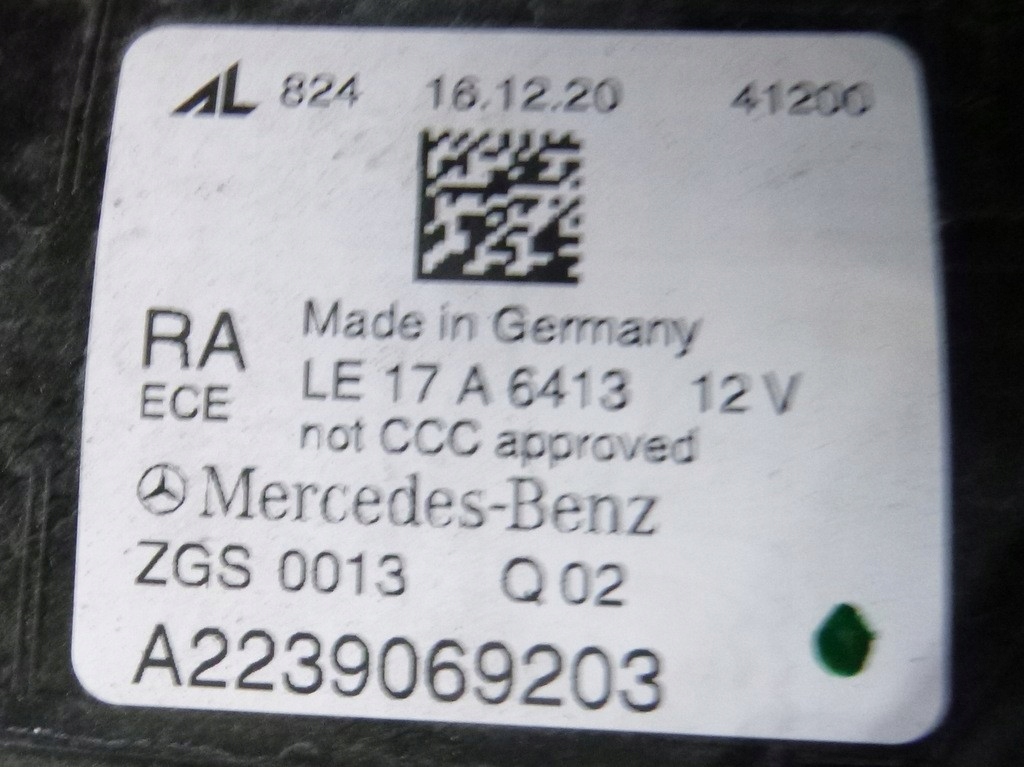 AL 824 16.12.20 41200
RA Made in Germany
ECE LE 17 A 6413 12 V
not CCC approved
Mercedes-Benz
ZGS 0013 Q 02
A2239069203